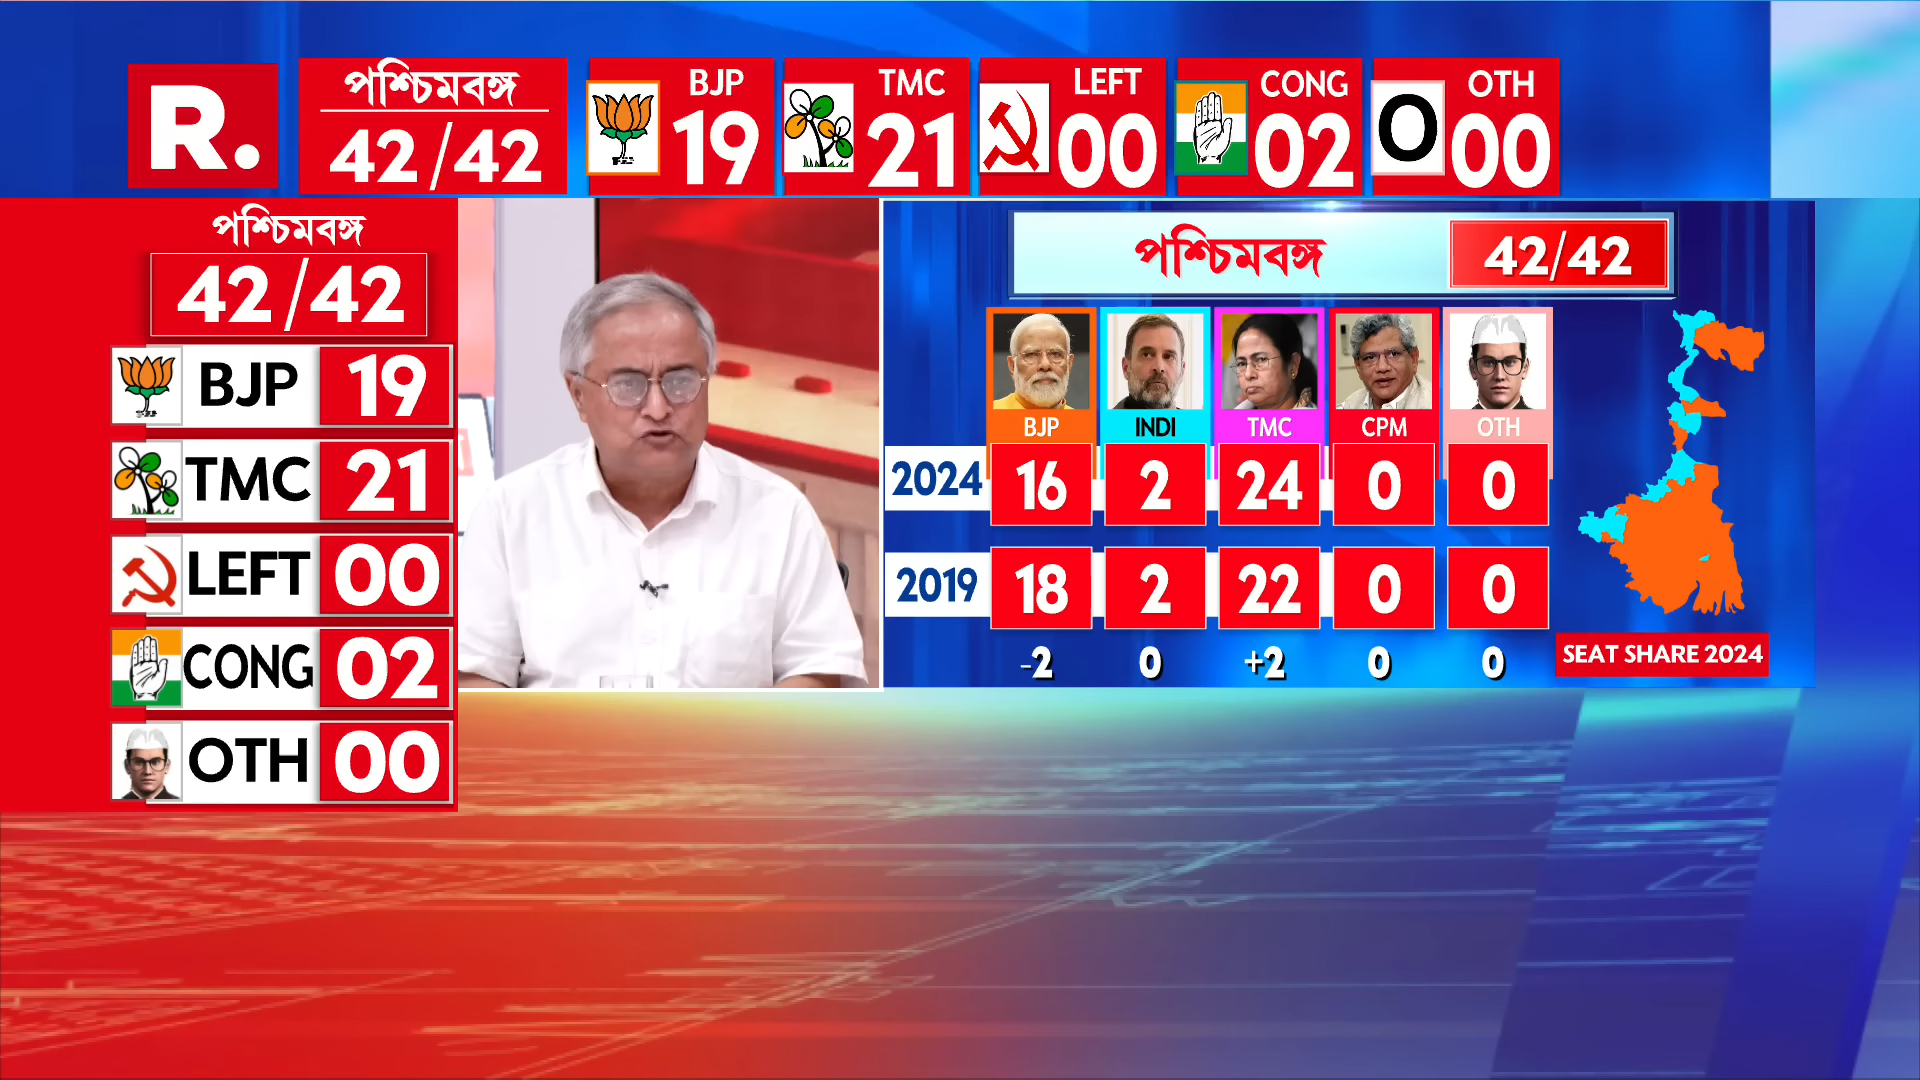 R.
পশ্চিমবঙ্গ
42/42
BJP
19
TMC
21
LEFT
00
CONG
02
O
OTH
00
পশ্চিমবঙ্গ
42/42
BJP 19
TMC 21
LEFT 00
CONG 02
OTH 00
পশ্চিমবঙ্গ 42/42
BJP INDI TMC CPM OTH
2024 16 2 24 0 0
2019 18 2 22 0 0
-2 0 +2 0 0
SEAT SHARE 2024